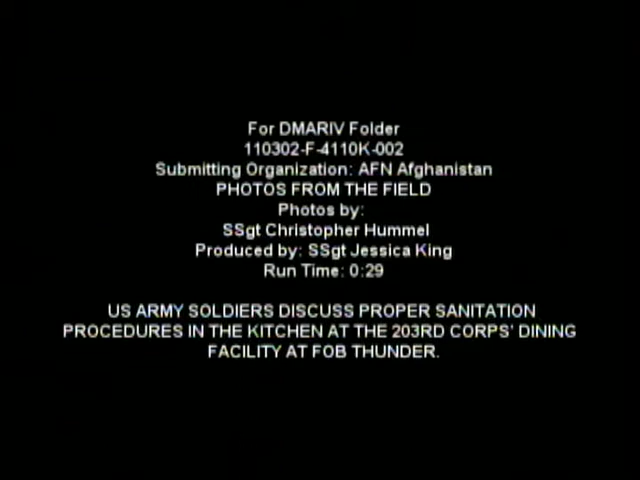 For DMARIV Folder
110302-F-4110K-002
Submitting Organization: AFN Afghanistan
PHOTOS FROM THE FIELD
Photos by:
SSgt Christopher Hummel
Produced by: SSgt Jessica King
Run Time: 0:29
US ARMY SOLDIERS DISCUSS PROPER SANITATION
PROCEDURES IN THE KITCHEN AT THE 203RD CORPS' DINING
FACILITY AT FOB THUNDER.